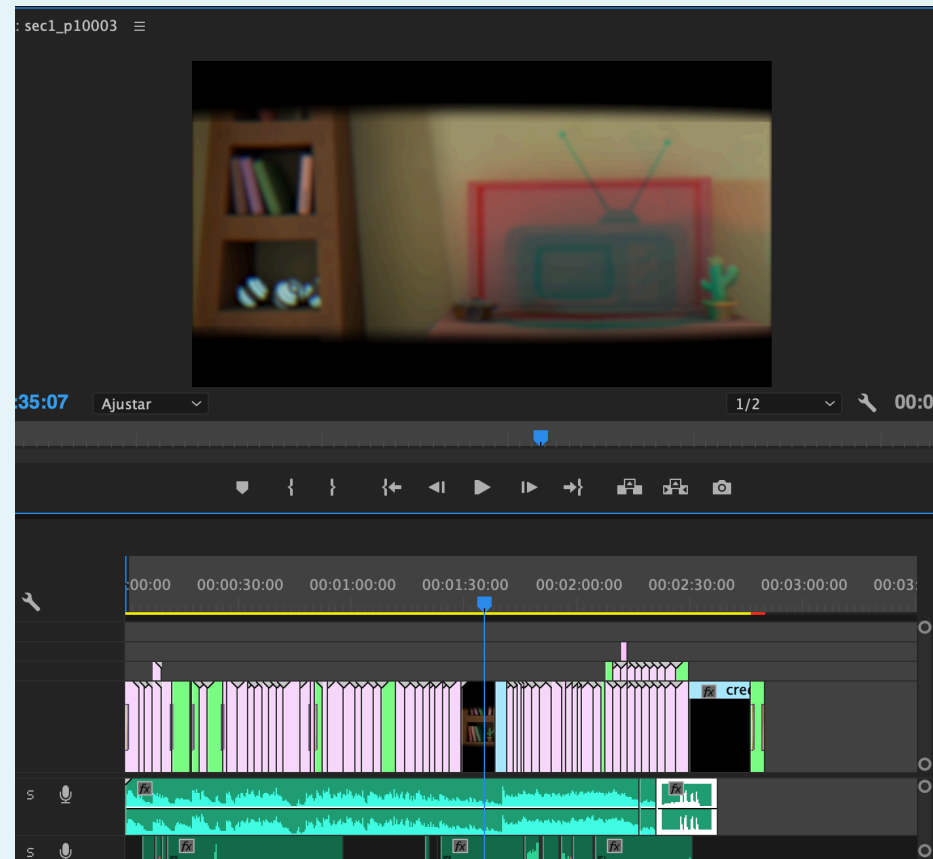 : sec1_p10003
:35:07 Ajustar 1/2 00:0
:00:00 00:00:30:00 00:01:00:00 00:01:30:00 00:02:00:00 00:02:30:00 00:03:00:00 00:03:
fx cred
S fx fx
S fx fx fx